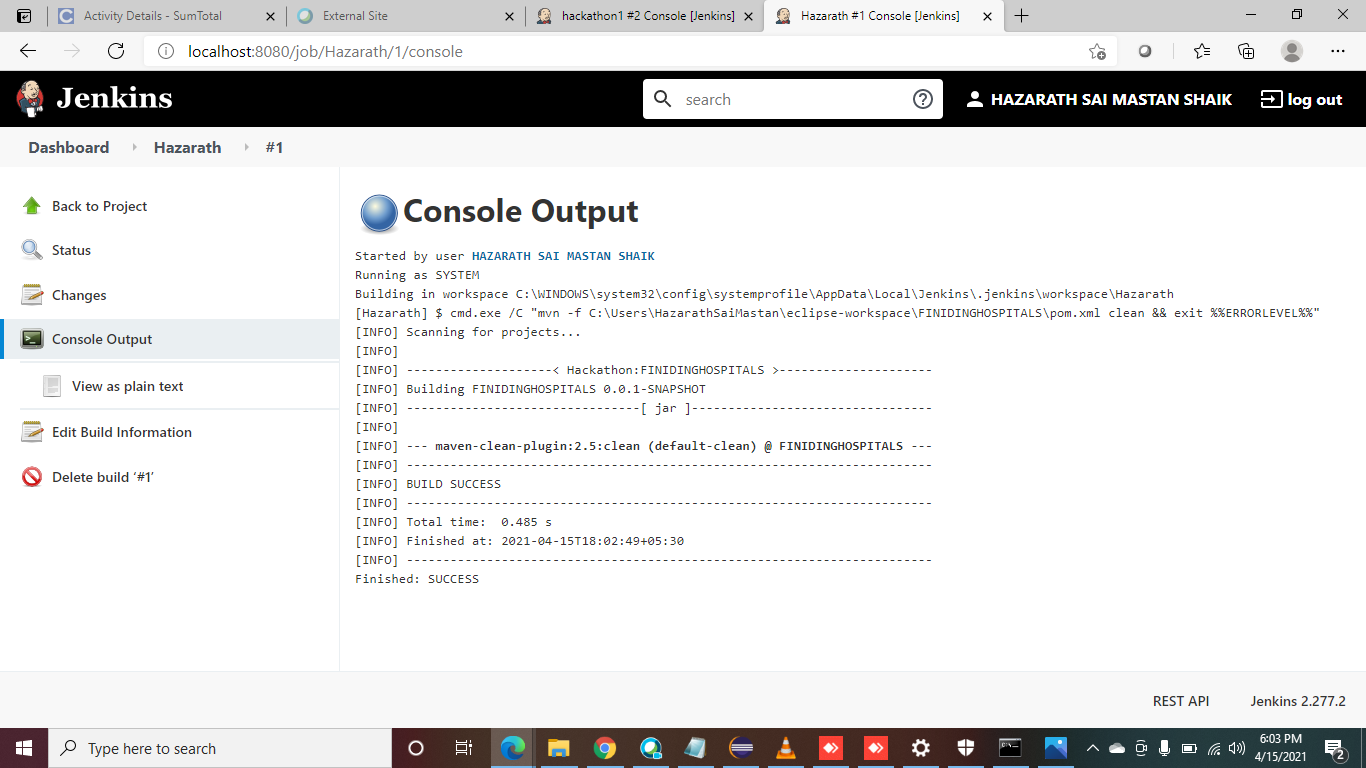 Activity Details - SumTotal
External Site
hackathon1 #2 Console [Jenkins]
Hazarath #1 Console [Jenkins]
localhost:8080/job/Hazarath/1/console
Jenkins
search
HAZARATH SAI MASTAN SHAIK
log out
Dashboard
Hazarath
#1
Back to Project
Status
Changes
Console Output
View as plain text
Edit Build Information
Delete build ‘#1’
Console Output
Started by user HAZARATH SAI MASTAN SHAIK
Running as SYSTEM
Building in workspace C:\WINDOWS\system32\config\systemprofile\AppData\Local\Jenkins\.jenkins\workspace\Hazarath
[Hazarath] $ cmd.exe /C "mvn -f C:\Users\HazarathSaiMastan\eclipse-workspace\FINIDINGHOSPITALS\pom.xml clean && exit %%ERRORLEVEL%%"
[INFO] Scanning for projects...
[INFO]
[INFO] --------------------< Hackathon:FINIDINGHOSPITALS >---------------------
[INFO] Building FINIDINGHOSPITALS 0.0.1-SNAPSHOT
[INFO] --------------------------------[ jar ]---------------------------------
[INFO]
[INFO] --- maven-clean-plugin:2.5:clean (default-clean) @ FINIDINGHOSPITALS ---
[INFO] ------------------------------------------------------------------------
[INFO] BUILD SUCCESS
[INFO] ------------------------------------------------------------------------
[INFO] Total time:  0.485 s
[INFO] Finished at: 2021-04-15T18:02:49+05:30
[INFO] ------------------------------------------------------------------------
Finished: SUCCESS
REST API
Jenkins 2.277.2
Type here to search
6:03 PM
4/15/2021
2